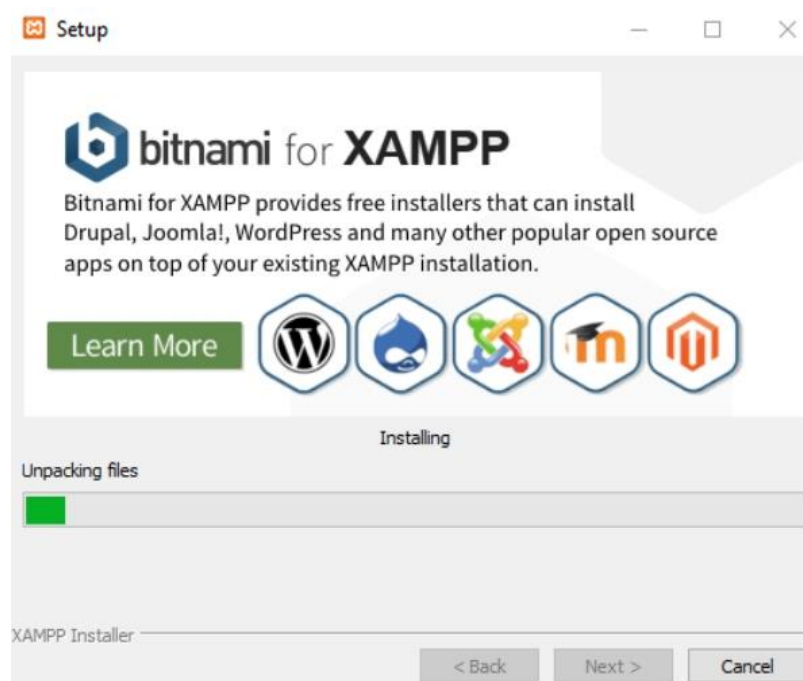 Setup
bitnami for XAMPP
Bitnami for XAMPP provides free installers that can install
Drupal, Joomla!, WordPress and many other popular open source
apps on top of your existing XAMPP installation.
Learn More
Installing
Unpacking files
XAMPP Installer
< Back Next > Cancel